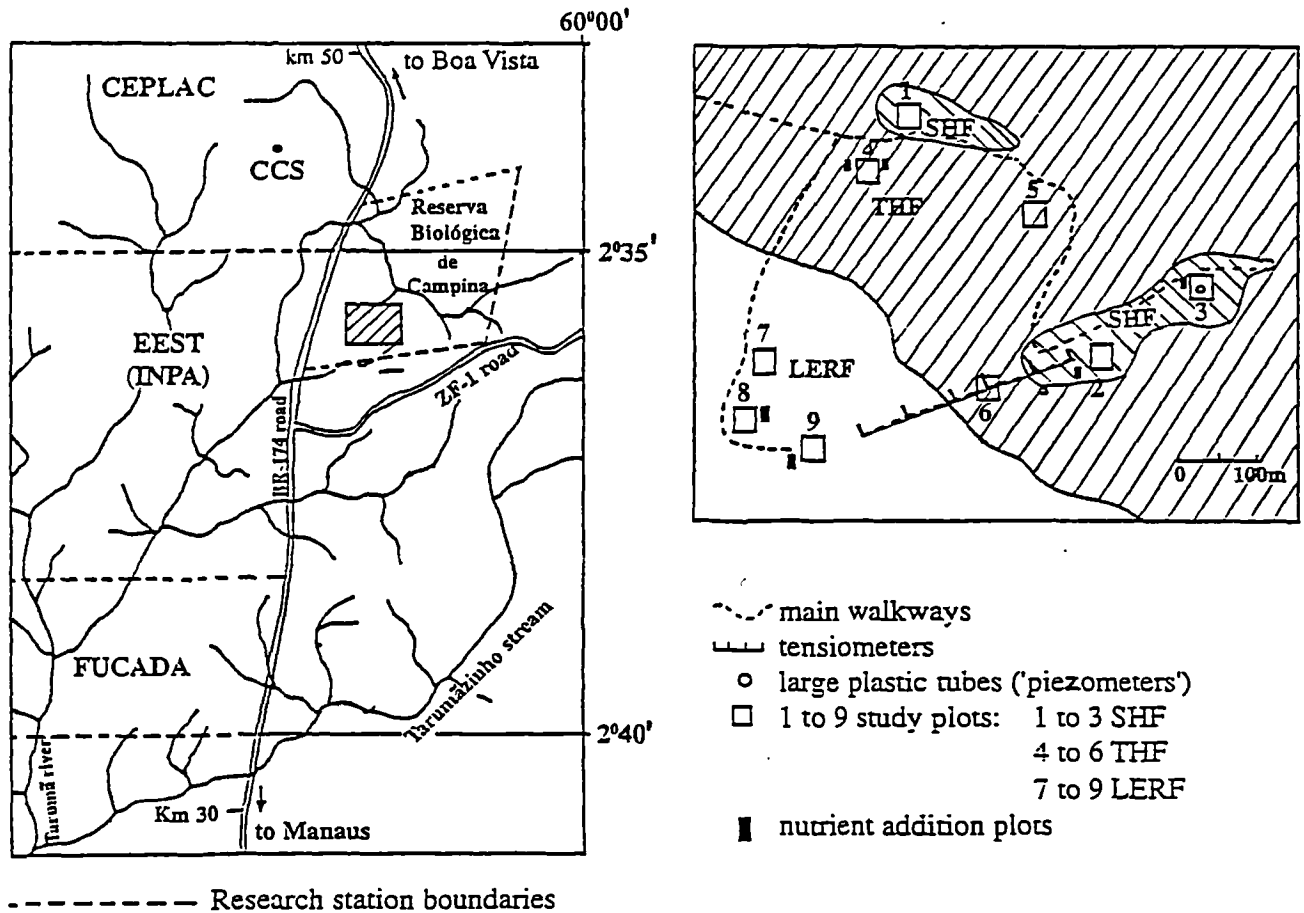 60°00'
km 50
to Boa Vista
CEPLAC
CCS
Reserva
Biológica
de
Campina
2°35'
EEST
(INPA)
ZF-1 road
BR-174 road
FUCADA
Tarumãzinho stream
2°40'
Tarumã river
Km 30
to Manaus
Research station boundaries
1
SHF
4
THF
5
SHF
3
7
LERF
8
9
6
2
0 100m
main walkways
tensiometers
large plastic tubes ('piezometers')
1 to 9 study plots: 1 to 3 SHF
4 to 6 THF
7 to 9 LERF
nutrient addition plots